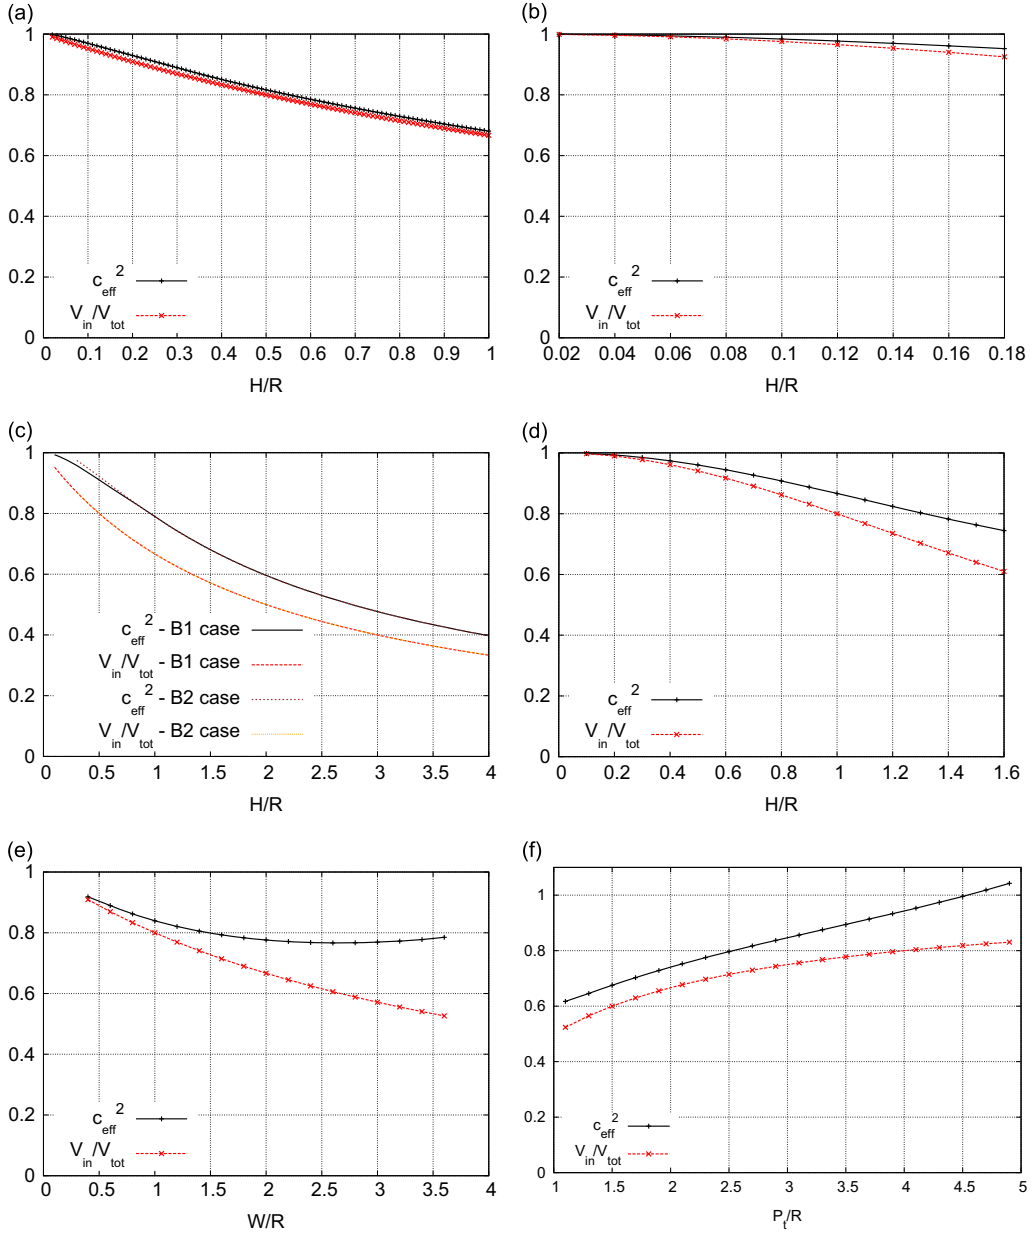 (a)
1
0.8
0.6
0.4
0.2
0
c_eff^2
V_in/V_tot
0 0.1 0.2 0.3 0.4 0.5 0.6 0.7 0.8 0.9 1
H/R
(b)
1
0.8
0.6
0.4
0.2
0
c_eff^2
V_in/V_tot
0.02 0.04 0.06 0.08 0.1 0.12 0.14 0.16 0.18
H/R
(c)
1
0.8
0.6
0.4
0.2
0
c_eff^2 - B1 case
V_in/V_tot - B1 case
c_eff^2 - B2 case
V_in/V_tot - B2 case
0 0.5 1 1.5 2 2.5 3 3.5 4
H/R
(d)
1
0.8
0.6
0.4
0.2
0
c_eff^2
V_in/V_tot
0 0.2 0.4 0.6 0.8 1 1.2 1.4 1.6
H/R
(e)
1
0.8
0.6
0.4
0.2
0
c_eff^2
V_in/V_tot
0 0.5 1 1.5 2 2.5 3 3.5 4
W/R
(f)
1
0.8
0.6
0.4
0.2
0
c_eff^2
V_in/V_tot
1 1.5 2 2.5 3 3.5 4 4.5 5
P_t/R